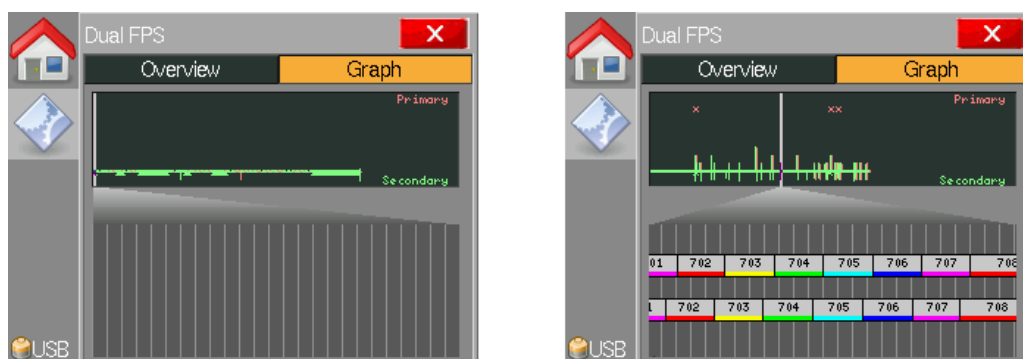 Dual FPS
Overview Graph
Primary
Secondary
USB
Dual FPS
Overview Graph
Primary
Secondary
01 702 703 704 705 706 707 708
1 702 703 704 705 706 707 708
USB